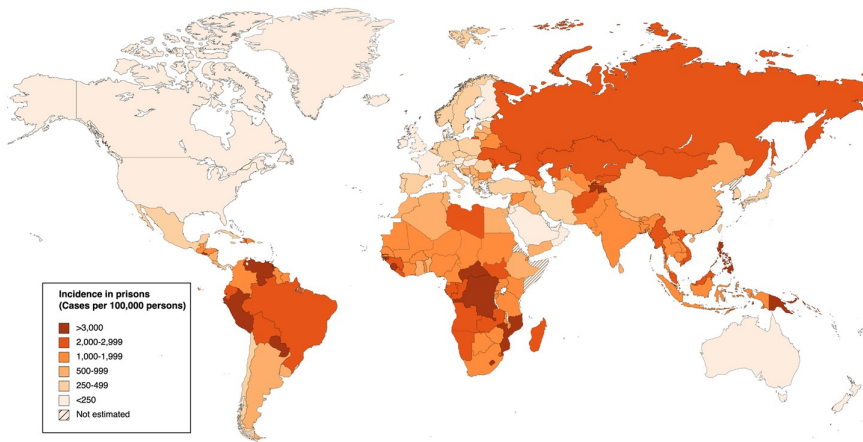 Incidence in prisons
(Cases per 100,000 persons)
>3,000
2,000-2,999
1,000-1,999
500-999
250-499
<250
Not estimated